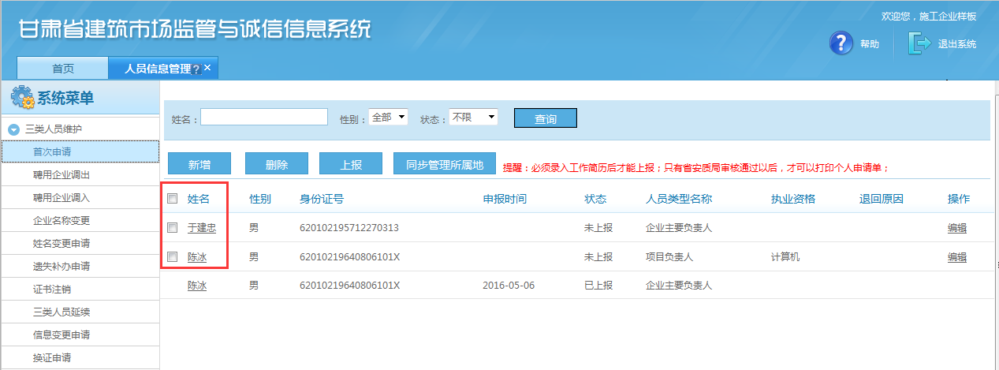 欢迎您，施工企业样板
甘肃省建筑市场监管与诚信信息系统
? 帮助 退出系统
首页 人员信息管理 ? ×
系统菜单
三类人员维护
首次申请
聘用企业调出
聘用企业调入
企业名称变更
姓名变更申请
遗失补办申请
证书注销
三类人员延续
信息变更申请
换证申请
姓名： 性别：全部 状态：不限 查询
新增 删除 上报 同步管理所属地 提醒：必须录入工作简历后才能上报；只有省安质局审核通过以后，才可以打印个人申请单；
姓名 性别 身份证号 申报时间 状态 人员类型名称 执业资格 退回原因 操作
于建忠 男 620102195712270313 未上报 企业主要负责人 编辑
陈冰 男 62010219640806101X 未上报 项目负责人 计算机 编辑
陈冰 男 62010219640806101X 2016-05-06 已上报 企业主要负责人